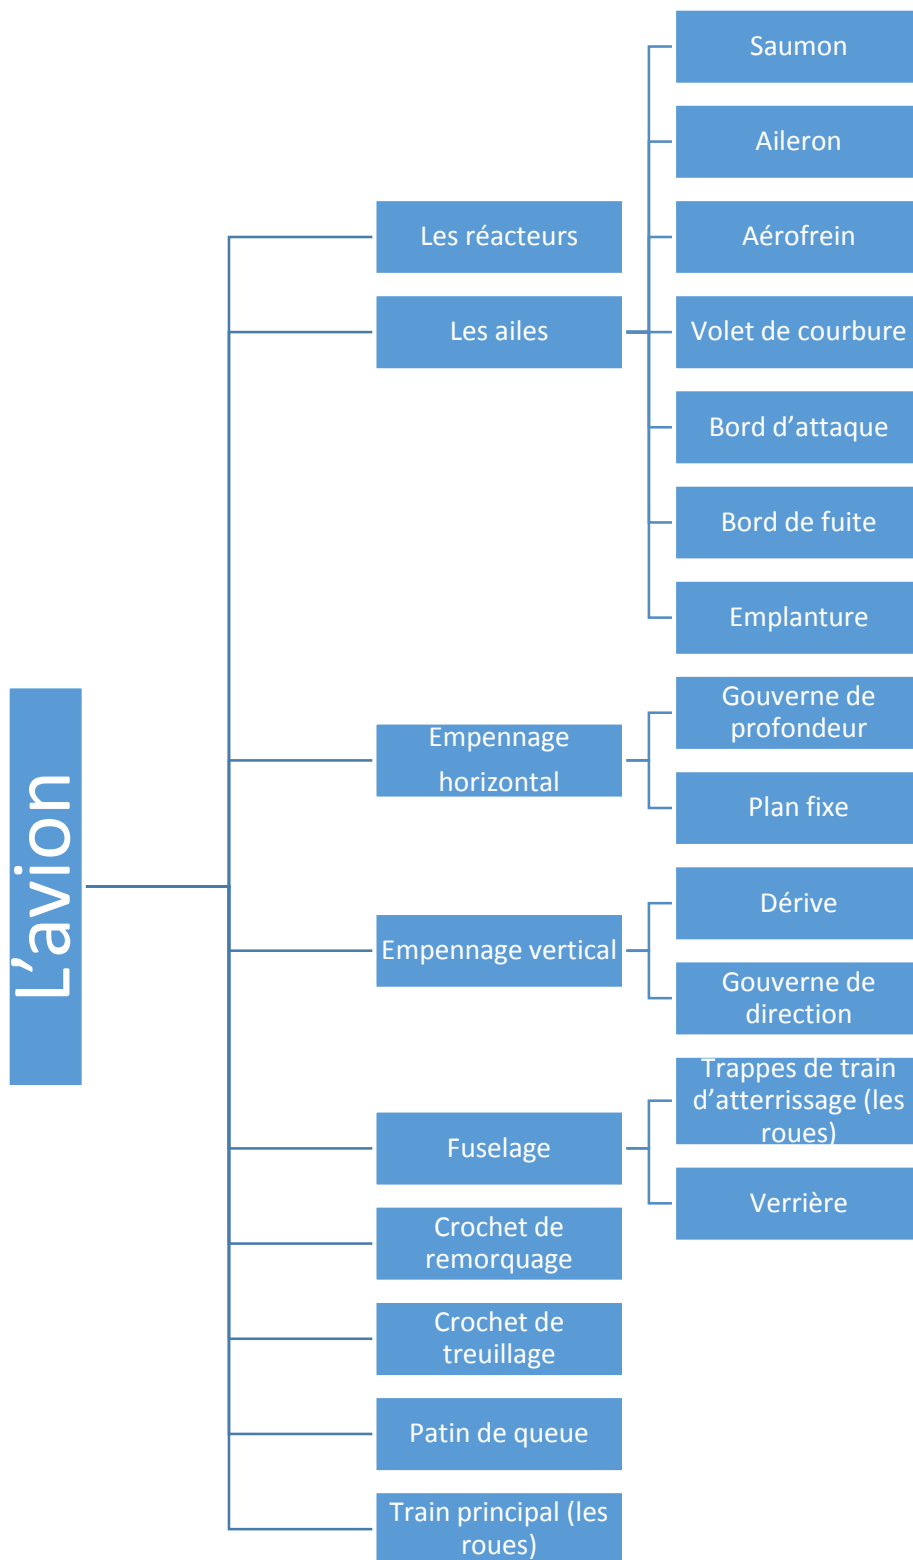 L'avion
Les réacteurs
Les ailes
Saumon
Aileron
Aérofrein
Volet de courbure
Bord d'attaque
Bord de fuite
Emplanture
Empennage
horizontal
Gouverne de
profondeur
Plan fixe
Empennage vertical
Dérive
Gouverne de
direction
Fuselage
Trappes de train
d'atterrissage (les
roues)
Verrière
Crochet de
remorquage
Crochet de
treuillage
Patin de queue
Train principal (les
roues)